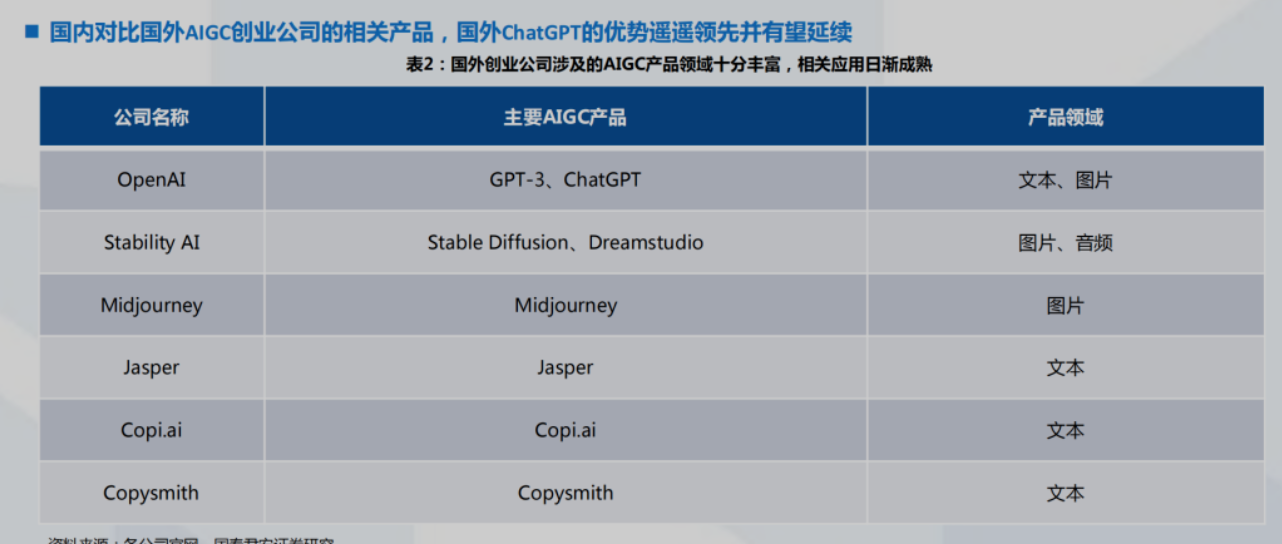 国内对比国外AIGC创业公司的相关产品，国外ChatGPT的优势遥遥领先并有望延续
表2：国外创业公司涉及的AIGC产品领域十分丰富，相关应用日渐成熟
公司名称 主要AIGC产品 产品领域
OpenAI GPT-3、ChatGPT 文本、图片
Stability AI Stable Diffusion、Dreamstudio 图片、音频
Midjourney Midjourney 图片
Jasper Jasper 文本
Copi.ai Copi.ai 文本
Copysmith Copysmith 文本
资料来源：各公司官网，国泰君安证券研究